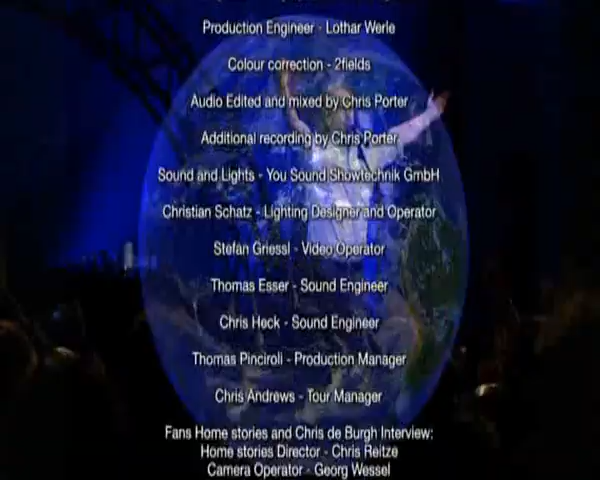 Production Engineer - Lothar Werle
Colour correction - 2fields
Audio Edited and mixed by Chris Porter
Additional recording by Chris Porter
Sound and Lights - You Sound Showtechnik GmbH
Christian Schatz - Lighting Designer and Operator
Stefan Griessl - Video Operator
Thomas Esser - Sound Engineer
Chris Heck - Sound Engineer
Thomas Pinciroli - Production Manager
Chris Andrews - Tour Manager
Fans Home stories and Chris de Burgh Interview:
Home stories Director - Chris Reitze
Camera Operator - Georg Wessel